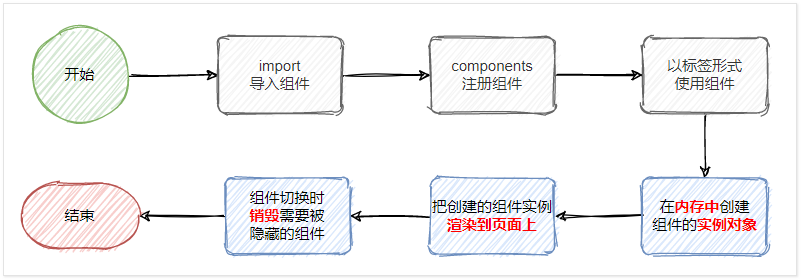 开始
import
导入组件
components
注册组件
以标签形式
使用组件
在内存中创建
组件的实例对象
把创建的组件实例
渲染到页面上
组件切换时
销毁需要被
隐藏的组件
结束